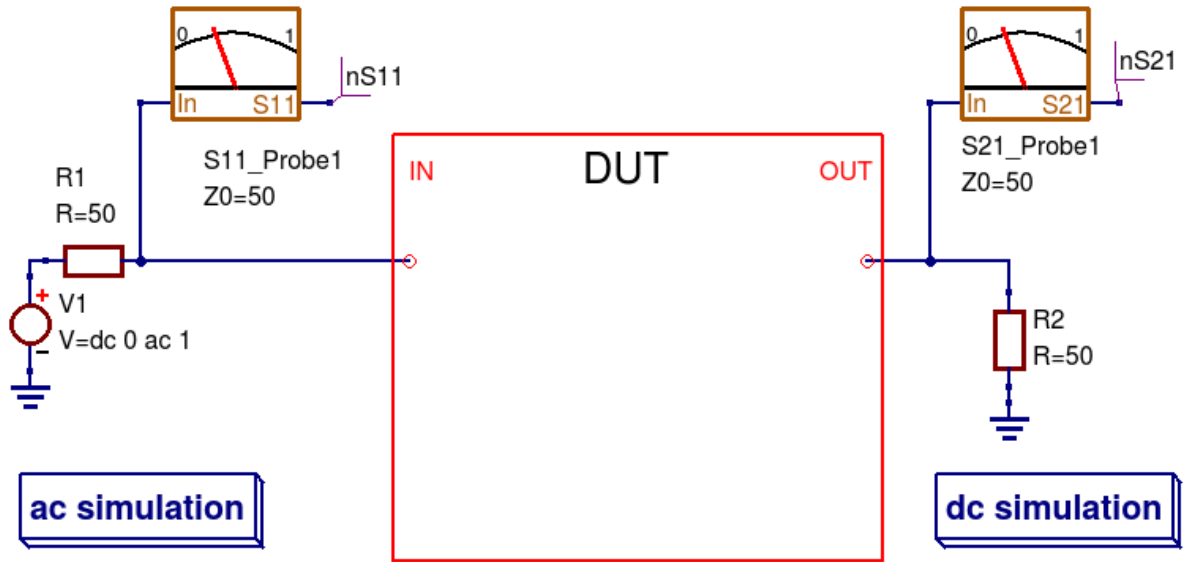 0 1
In S11
nS11
S11_Probe1
Z0=50
R1
R=50
+
V1
V=dc 0 ac 1
−
ac simulation
IN
DUT
OUT
0 1
In S21
nS21
S21_Probe1
Z0=50
R2
R=50
dc simulation